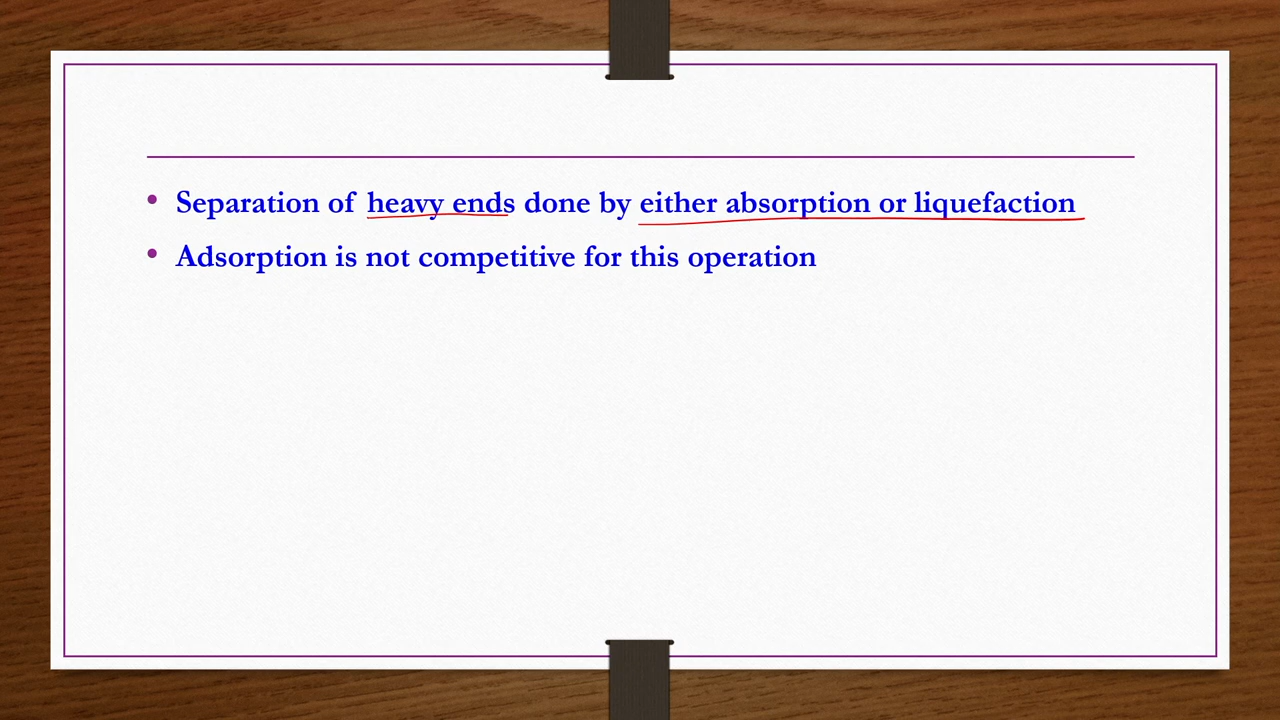 • Separation of heavy ends done by either absorption or liquefaction
• Adsorption is not competitive for this operation